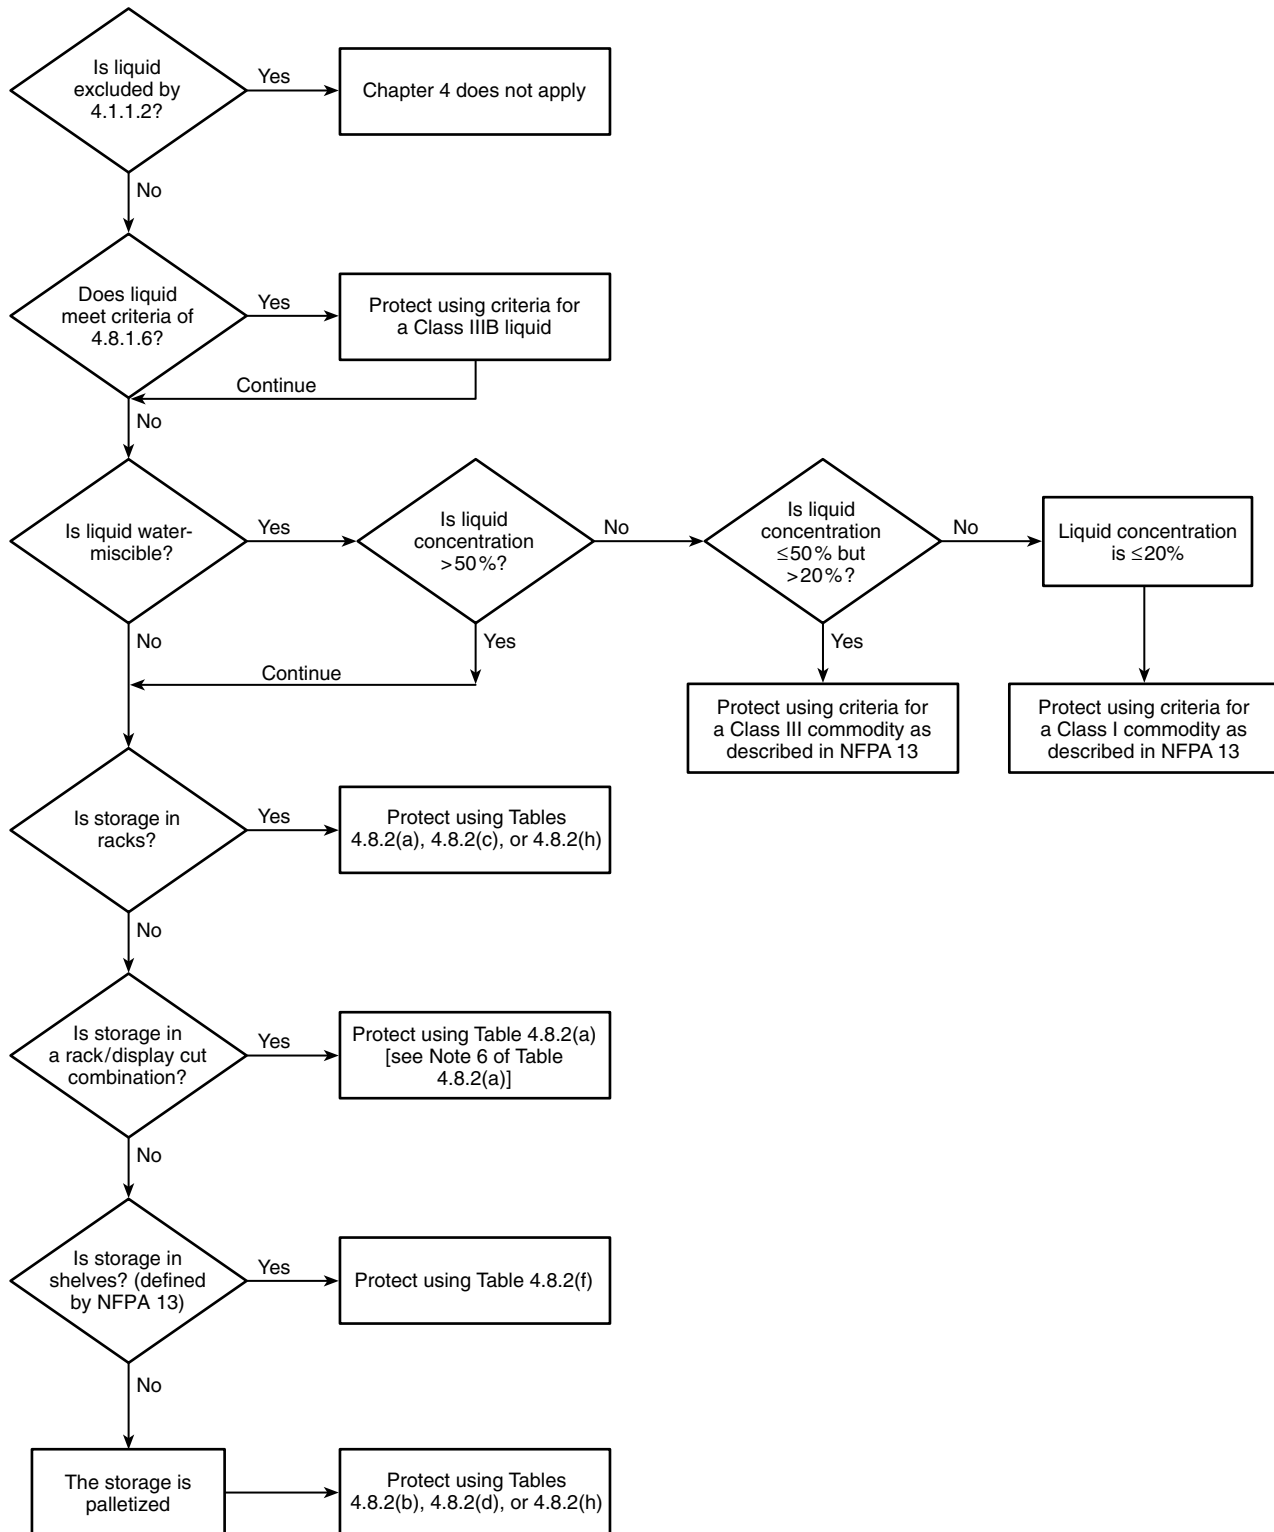 Is liquid
excluded by
4.1.1.2?
Yes
Chapter 4 does not apply
No
Does liquid
meet criteria of
4.8.1.6?
Yes
Protect using criteria for
a Class IIIB liquid
Continue
No
Is liquid water-
miscible?
Yes
Is liquid
concentration
>50%?
No
Is liquid
concentration
≤50% but
>20%?
No
Liquid concentration
is ≤20%
No
Yes
Yes
Continue
Protect using criteria for
a Class III commodity as
described in NFPA 13
Protect using criteria for
a Class I commodity as
described in NFPA 13
Is storage in
racks?
Yes
Protect using Tables
4.8.2(a), 4.8.2(c), or 4.8.2(h)
No
Is storage in
a rack/display cut
combination?
Yes
Protect using Table 4.8.2(a)
[see Note 6 of Table
4.8.2(a)]
No
Is storage in
shelves? (defined
by NFPA 13)
Yes
Protect using Table 4.8.2(f)
No
The storage is
palletized
Protect using Tables
4.8.2(b), 4.8.2(d), or 4.8.2(h)